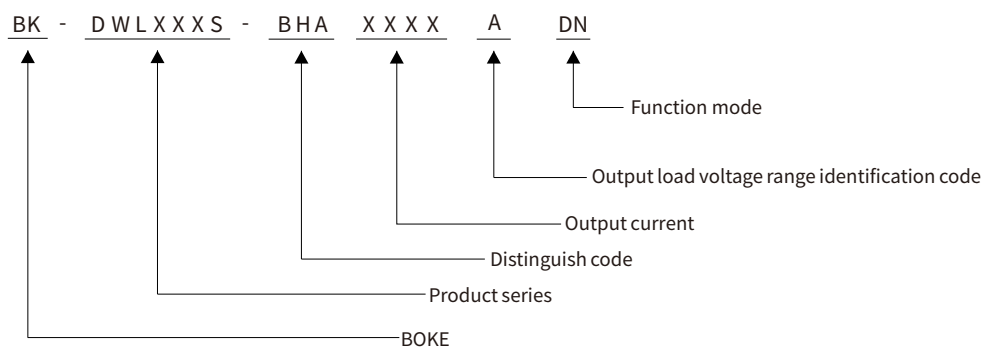 BK - DWLXXXS - BHA XXXX A DN
Function mode
Output load voltage range identification code
Output current
Distinguish code
Product series
BOKE